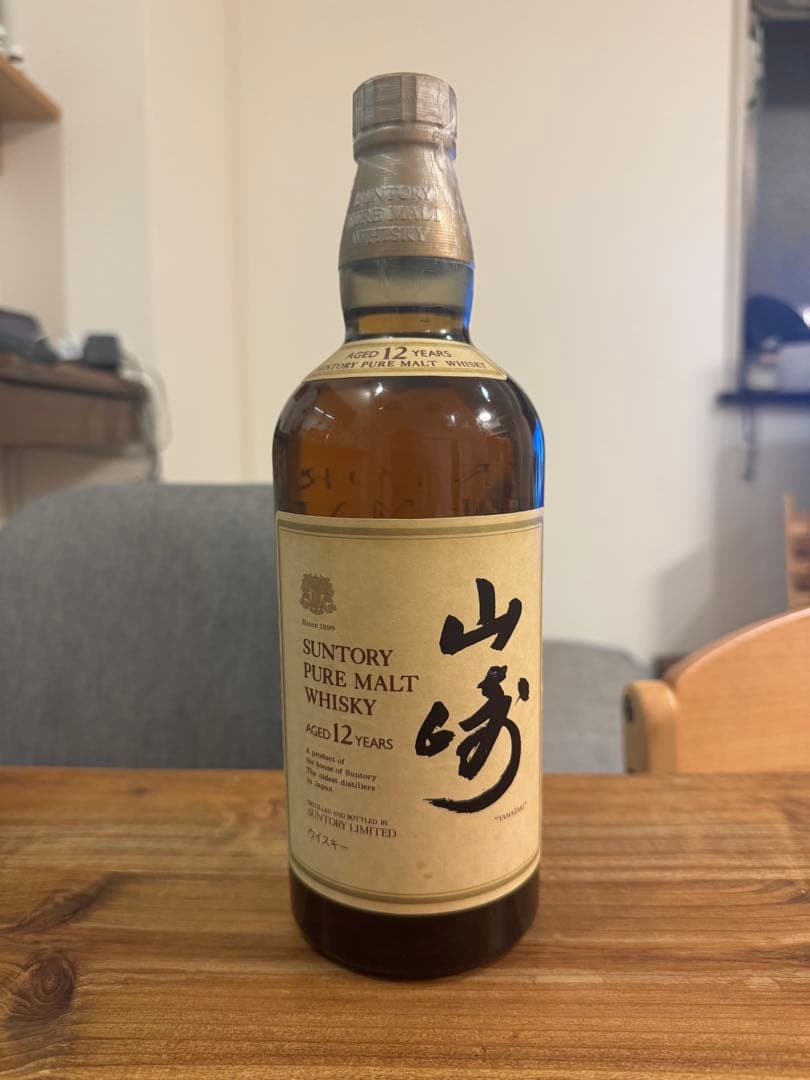 SUNTORY
PURE MALT
WHISKY
AGED 12 YEARS
SUNTORY PURE MALT WHISKY
Since 1899
SUNTORY
PURE MALT
WHISKY
AGED 12 YEARS
A product of
the house of Suntory
The oldest distillers
in Japan
DISTILLED AND BOTTLED BY
SUNTORY LIMITED
ウイスキー
山崎
"YAMAZAKI"